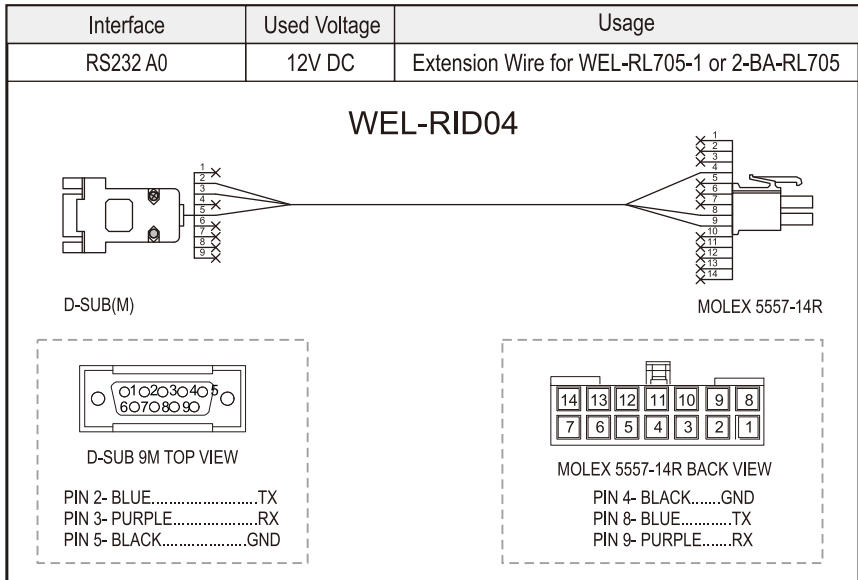 Interface Used Voltage Usage
RS232 A0 12V DC Extension Wire for WEL-RL705-1 or 2-BA-RL705
WEL-RID04
1
2
3
4
5
6
7
8
9
1
2
3
4
5
6
7
8
9
10
11
12
13
14
D-SUB(M)
MOLEX 5557-14R
1 2 3 4 5
6 7 8 9
D-SUB 9M TOP VIEW
PIN 2- BLUE......................TX
PIN 3- PURPLE.................RX
PIN 5- BLACK.................GND
14 13 12 11 10 9 8
7 6 5 4 3 2 1
MOLEX 5557-14R BACK VIEW
PIN 4- BLACK......GND
PIN 8- BLUE..........TX
PIN 9- PURPLE......RX